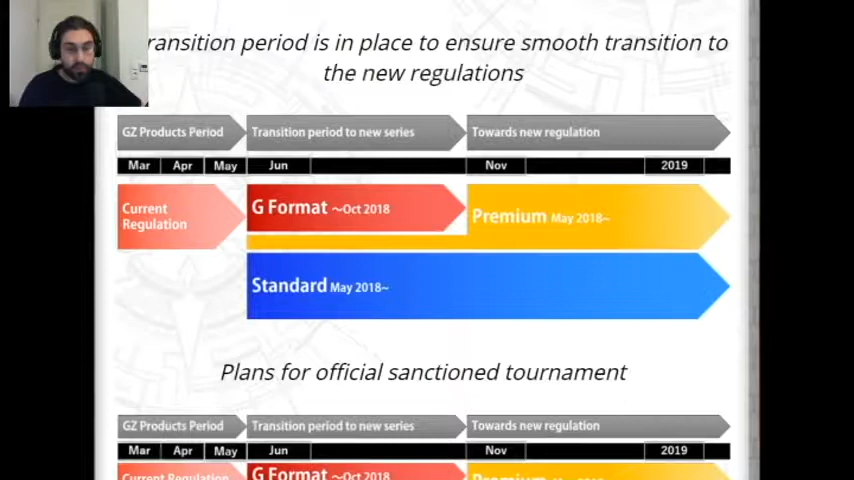 ransition period is in place to ensure smooth transition to
the new regulations
GZ Products Period Transition period to new series Towards new regulation
Mar Apr May Jun Nov 2019
Current
Regulation
G Format ～Oct 2018
Premium May 2018~
Standard May 2018~
Plans for official sanctioned tournament
GZ Products Period Transition period to new series Towards new regulation
Mar Apr May Jun Nov 2019
Current Regulation G Format ～Oct 2018 Premium